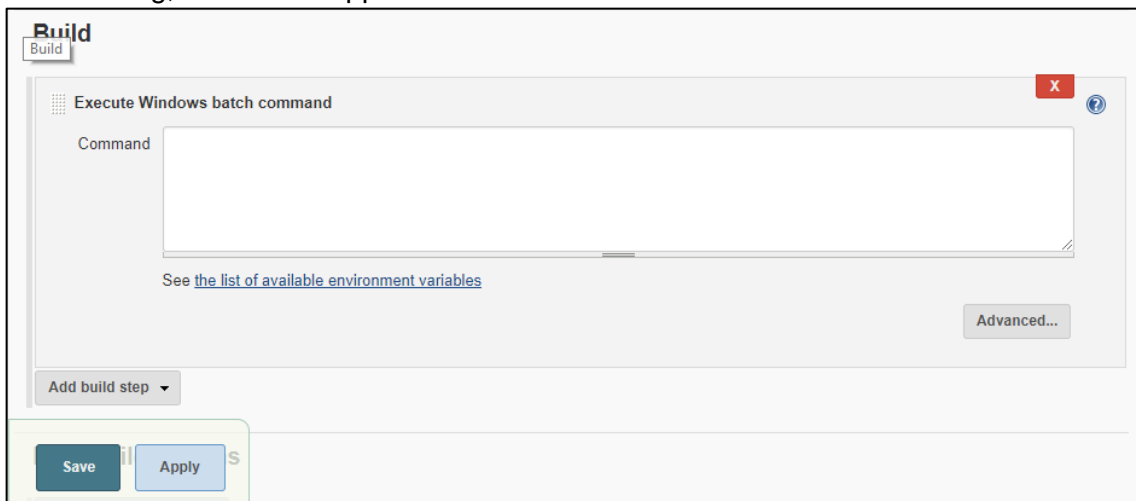 Build
Build
X
Execute Windows batch command
?
Command
See the list of available environment variables
Advanced...
Add build step
Save
Apply
s